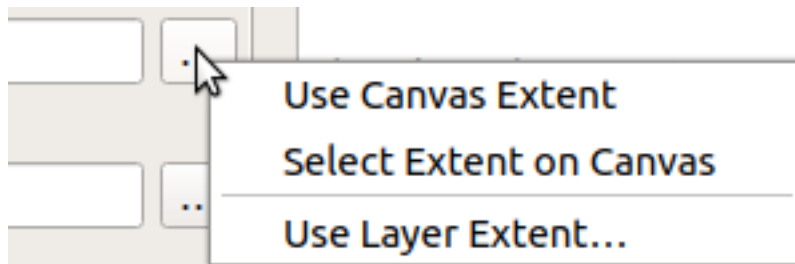 Use Canvas Extent
Select Extent on Canvas
Use Layer Extent…